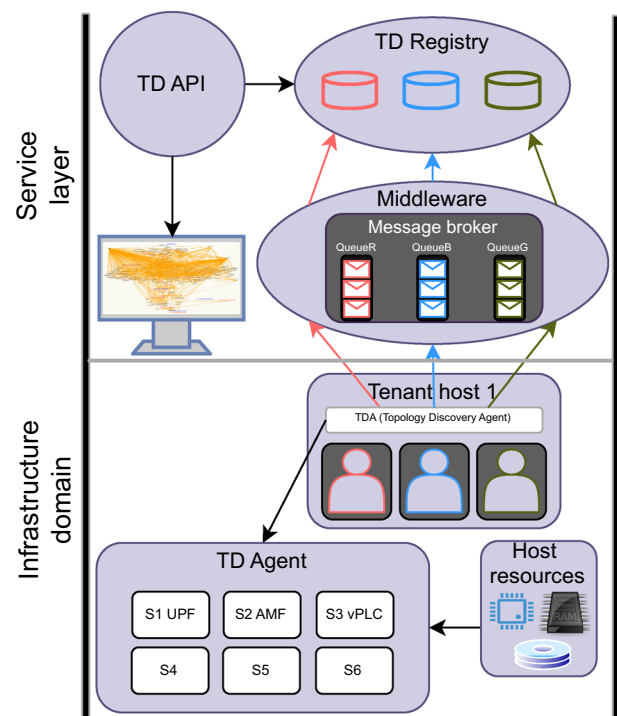 Service
layer
TD API
TD Registry
Middleware
Message broker
QueueR QueueB QueueG
Infrastructure
domain
Tenant host 1
TDA (Topology Discovery Agent)
TD Agent
S1 UPF S2 AMF S3 vPLC
S4 S5 S6
Host
resources
RAM